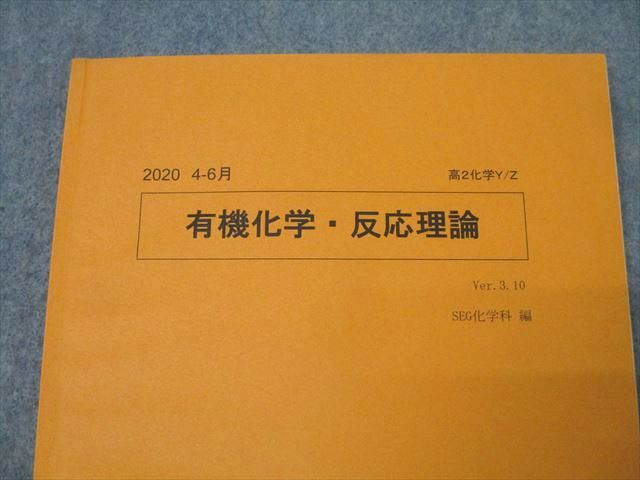 2020 4-6月
高2化学Y/Z
有機化学・反応理論
Ver.3.10
SEG化学科 編